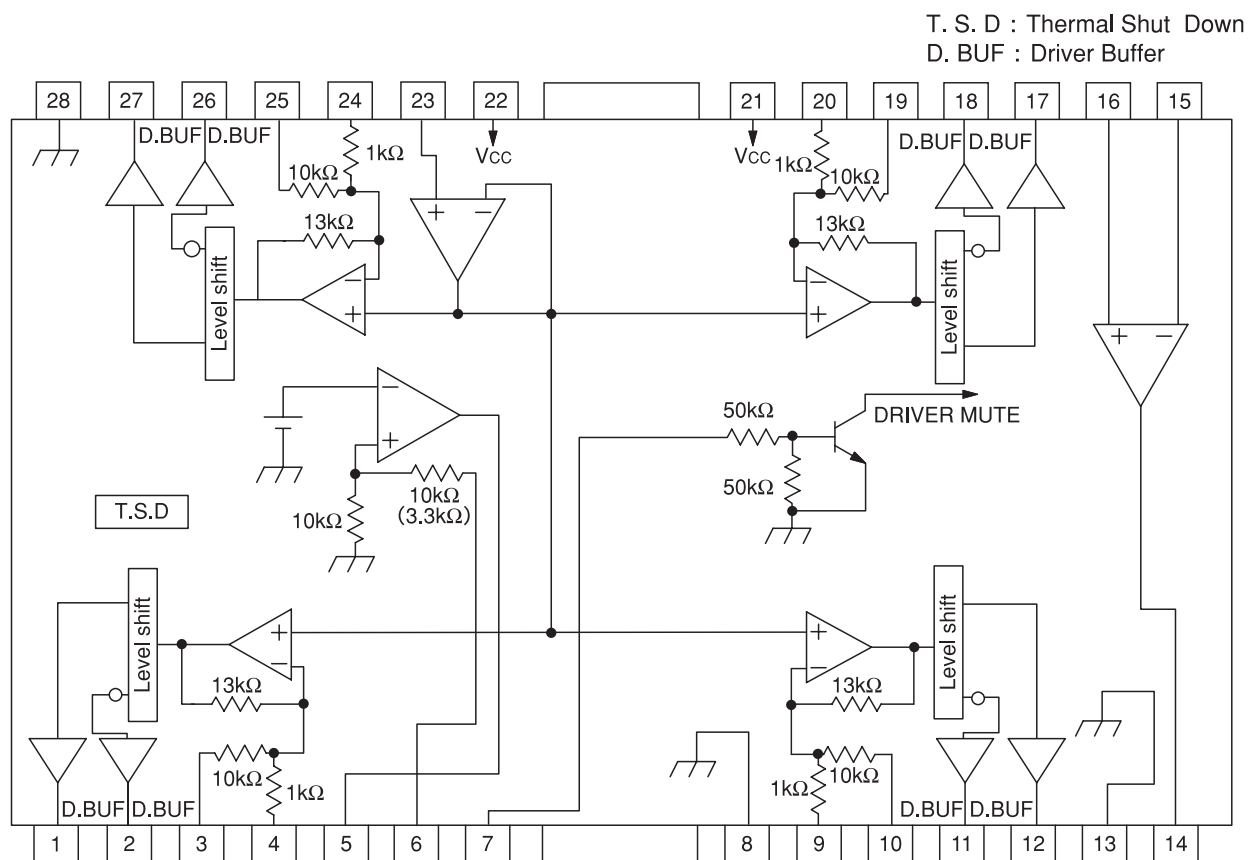 T. S. D : Thermal Shut Down
D. BUF : Driver Buffer
28 27 26 25 24 23 22 21 20 19 18 17 16 15
D.BUF D.BUF D.BUF D.BUF
1kΩ VCC VCC 1kΩ
10kΩ 10kΩ
13kΩ 13kΩ
+ − − −
Level shift + + Level shift + −
− DRIVER MUTE
50kΩ
+
50kΩ
10kΩ
(3.3kΩ)
10kΩ
T.S.D
Level shift + + Level shift
− −
13kΩ 13kΩ
10kΩ 10kΩ
1kΩ 1kΩ
D.BUF D.BUF D.BUF D.BUF
1 2 3 4 5 6 7 8 9 10 11 12 13 14